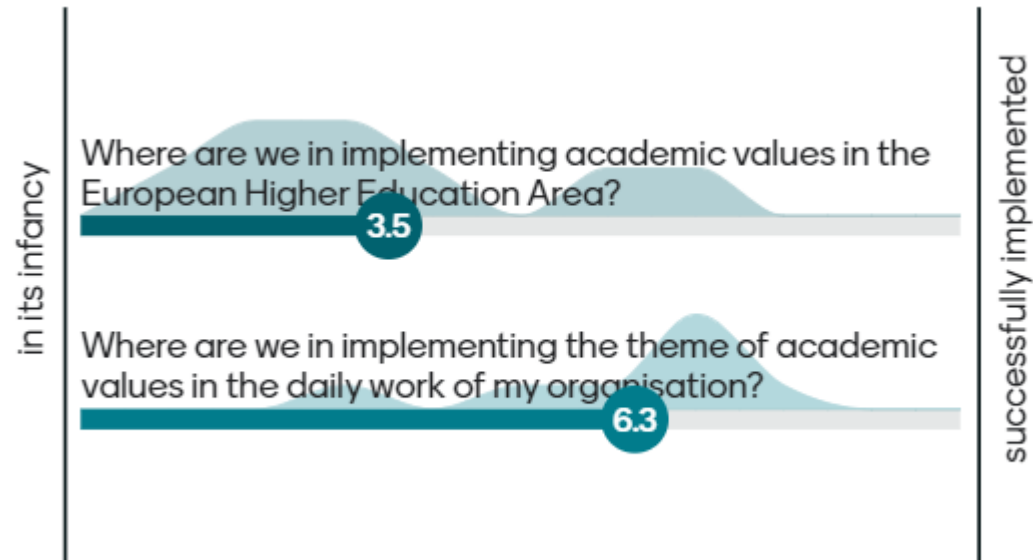 in its infancy
Where are we in implementing academic values in the
European Higher Education Area?
3.5
Where are we in implementing the theme of academic
values in the daily work of my organisation?
6.3
successfully implemented